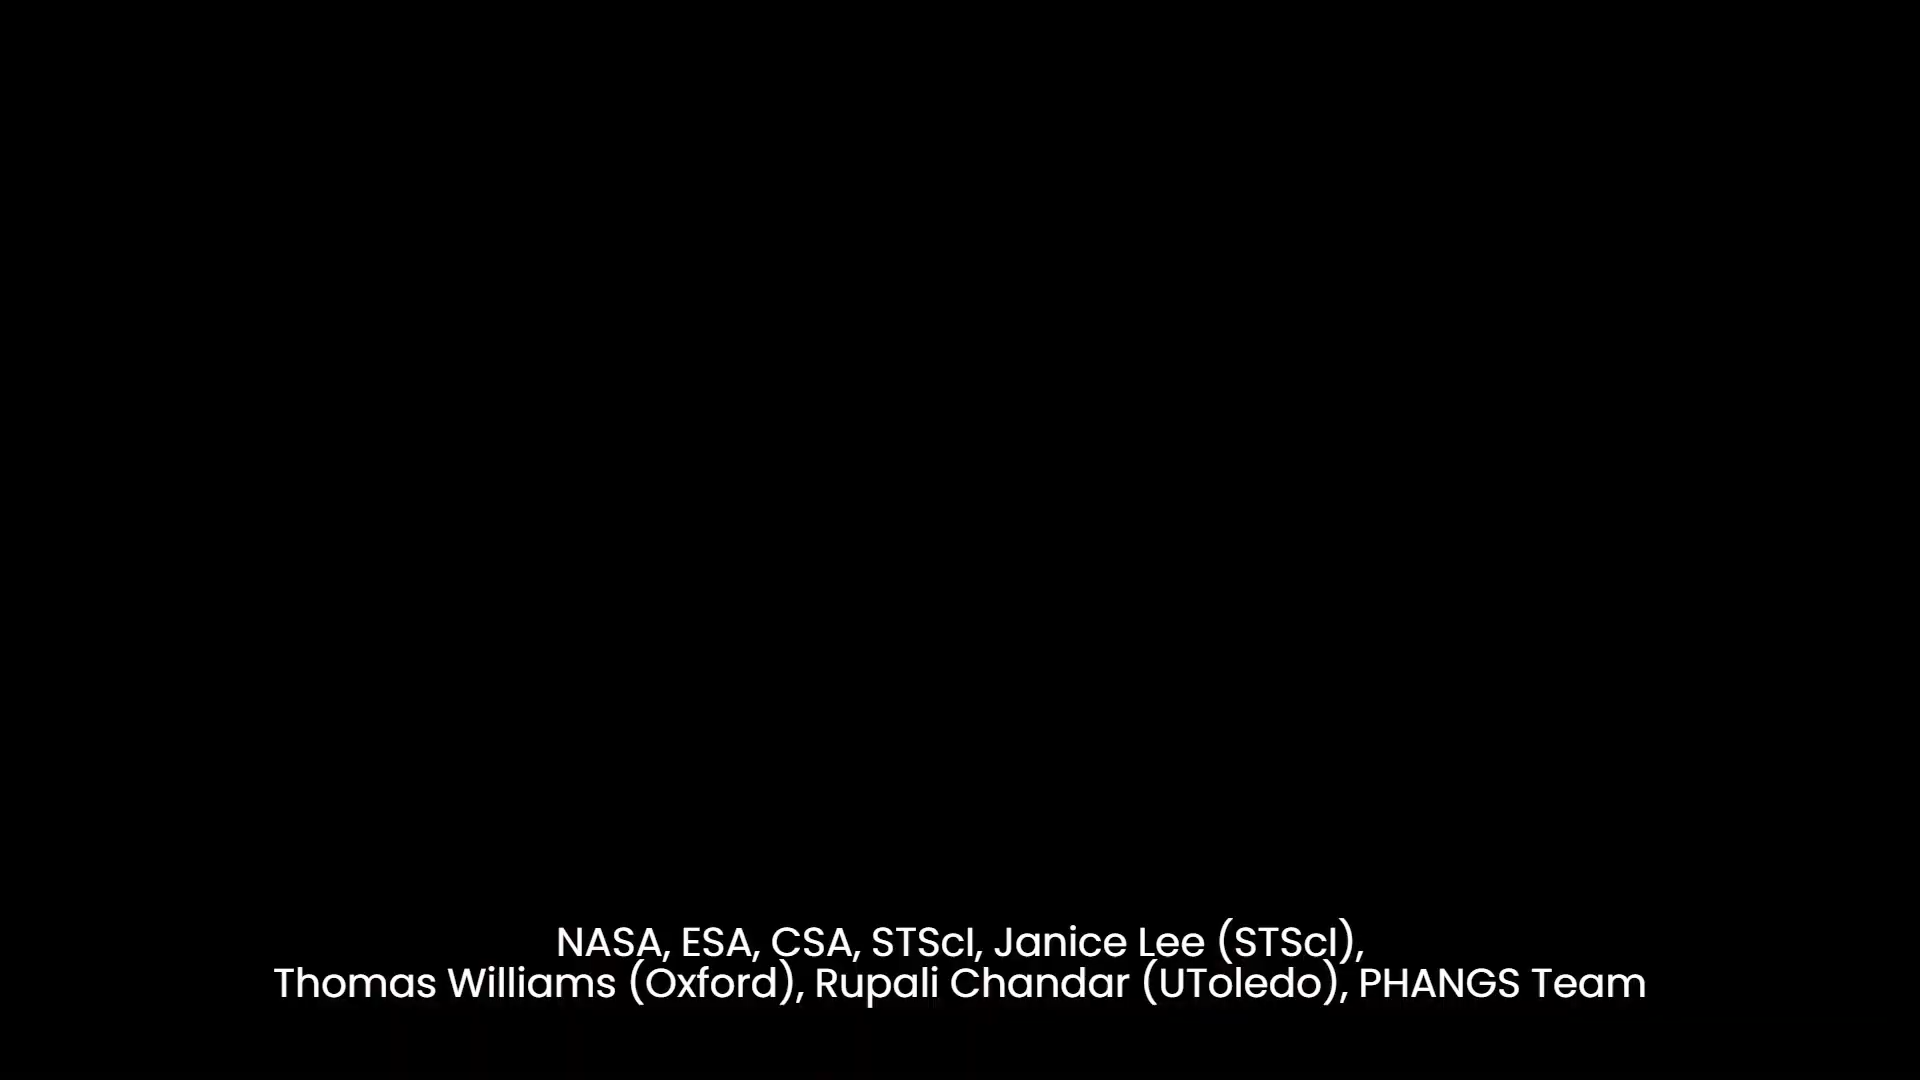 NASA, ESA, CSA, STScI, Janice Lee (STScI),
Thomas Williams (Oxford), Rupali Chandar (UToledo), PHANGS Team